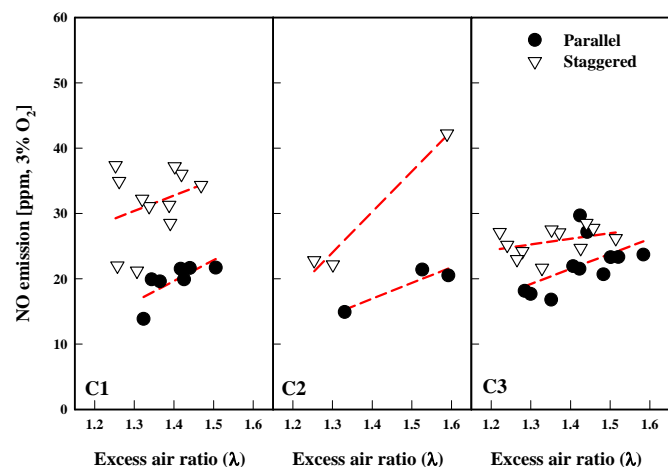 60
50
40
30
20
10
0
NO emission [ppm, 3% O₂]
Parallel
Staggered
C1
C2
C3
1.2 1.3 1.4 1.5 1.6
1.2 1.3 1.4 1.5 1.6
1.2 1.3 1.4 1.5 1.6
Excess air ratio (λ)
Excess air ratio (λ)
Excess air ratio (λ)